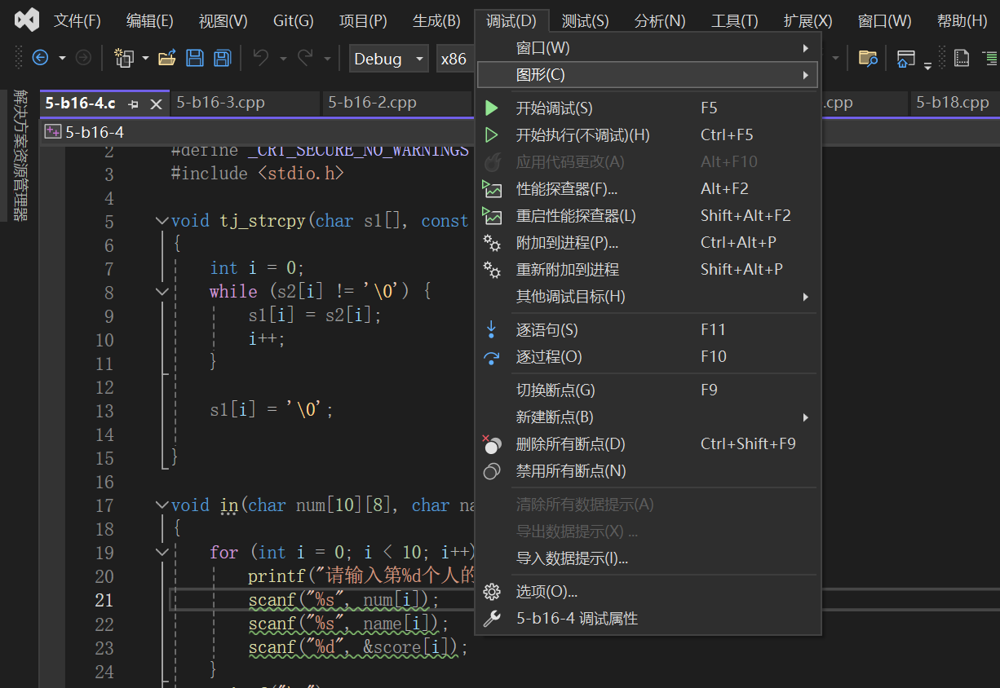 文件(F) 编辑(E) 视图(V) Git(G) 项目(P) 生成(B) 调试(D) 测试(S) 分析(N) 工具(T) 扩展(X) 窗口(W) 帮助(H)
Debug x86
解决方案资源管理器
5-b16-4.c 5-b16-3.cpp 5-b16-2.cpp .cpp 5-b18.cpp
5-b16-4
窗口(W)
图形(C)
开始调试(S) F5
开始执行(不调试)(H) Ctrl+F5
应用代码更改(A) Alt+F10
性能探查器(F)... Alt+F2
重启性能探查器(L) Shift+Alt+F2
附加到进程(P)... Ctrl+Alt+P
重新附加到进程 Shift+Alt+P
其他调试目标(H)
逐语句(S) F11
逐过程(O) F10
切换断点(G) F9
新建断点(B)
删除所有断点(D) Ctrl+Shift+F9
禁用所有断点(N)
清除所有数据提示(A)
导出数据提示(X) ...
导入数据提示(I)...
选项(O)...
5-b16-4 调试属性
2 #define _CRT_SECURE_NO_WARNINGS
3 #include <stdio.h>
4
5 void tj_strcpy(char s1[], const
6 {
7 int i = 0;
8 while (s2[i] != '\0') {
9 s1[i] = s2[i];
10 i++;
11 }
12
13 s1[i] = '\0';
14
15 }
16
17 void in(char num[10][8], char na
18 {
19 for (int i = 0; i < 10; i++)
20 printf("请输入第%d个人的
21 scanf("%s", num[i]);
22 scanf("%s", name[i]);
23 scanf("%d", &score[i]);
24 }